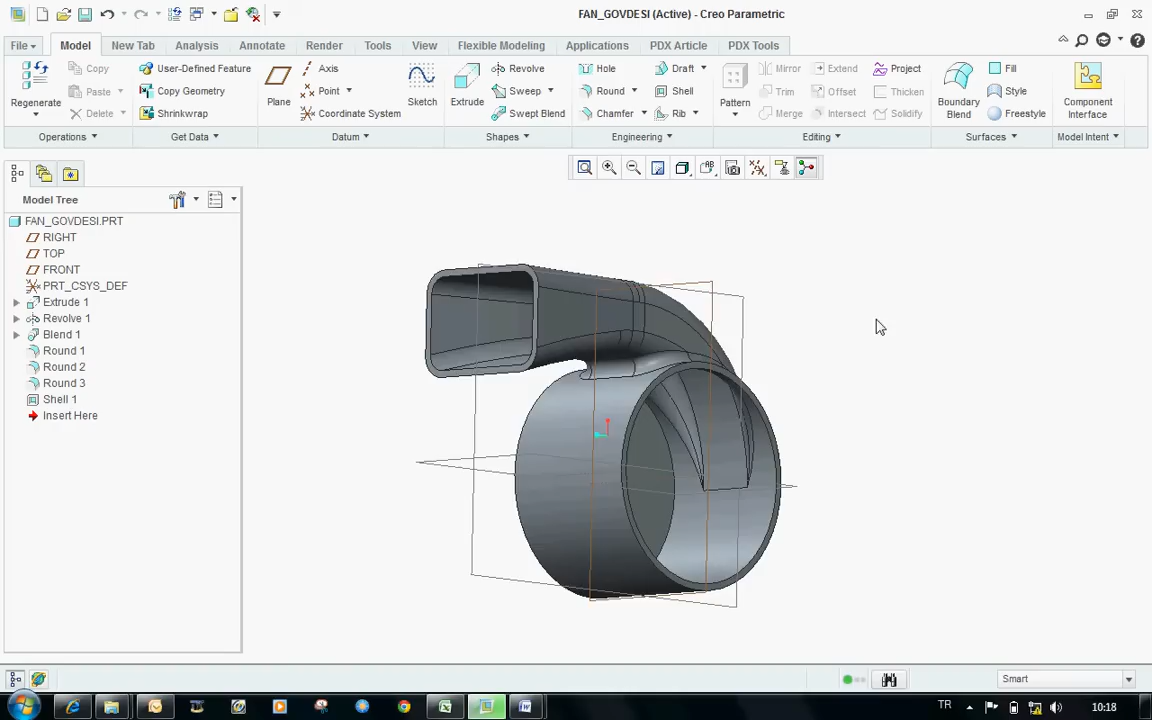 FAN_GOVDESI (Active) - Creo Parametric
File Model New Tab Analysis Annotate Render Tools View Flexible Modeling Applications PDX Article PDX Tools
Regenerate
Copy
Paste
Delete
Operations
User-Defined Feature
Copy Geometry
Shrinkwrap
Get Data
Plane
Axis
Point
Coordinate System
Sketch
Datum
Extrude
Revolve
Sweep
Swept Blend
Shapes
Hole
Round
Chamfer
Draft
Shell
Rib
Engineering
Pattern
Mirror
Trim
Merge
Extend
Offset
Intersect
Project
Thicken
Solidify
Editing
Boundary
Blend
Fill
Style
Freestyle
Surfaces
Component
Interface
Model Intent
Model Tree
FAN_GOVDESI.PRT
RIGHT
TOP
FRONT
PRT_CSYS_DEF
Extrude 1
Revolve 1
Blend 1
Round 1
Round 2
Round 3
Shell 1
Insert Here
Smart
TR
10:18